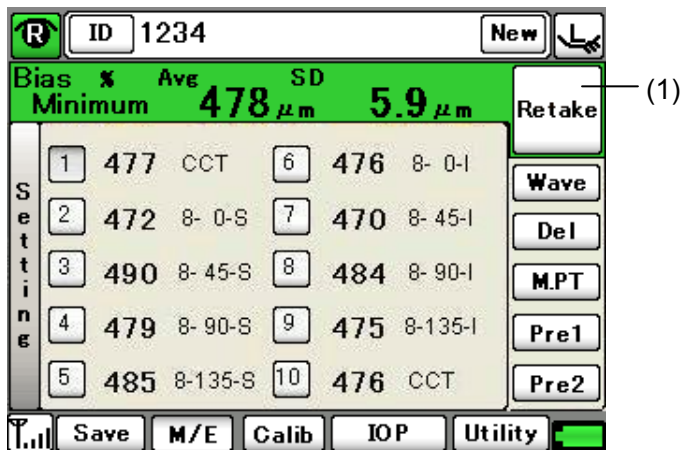 R ID 1234 New
Bias % Avg SD
Minimum 478 μm 5.9 μm Retake (1)
Setting
1 477 CCT 6 476 8- 0-I Wave
2 472 8- 0-S 7 470 8- 45-I Del
3 490 8- 45-S 8 484 8- 90-I M.PT
4 479 8- 90-S 9 475 8-135-I Pre1
5 485 8-135-S 10 476 CCT Pre2
Save M/E Calib IOP Utility